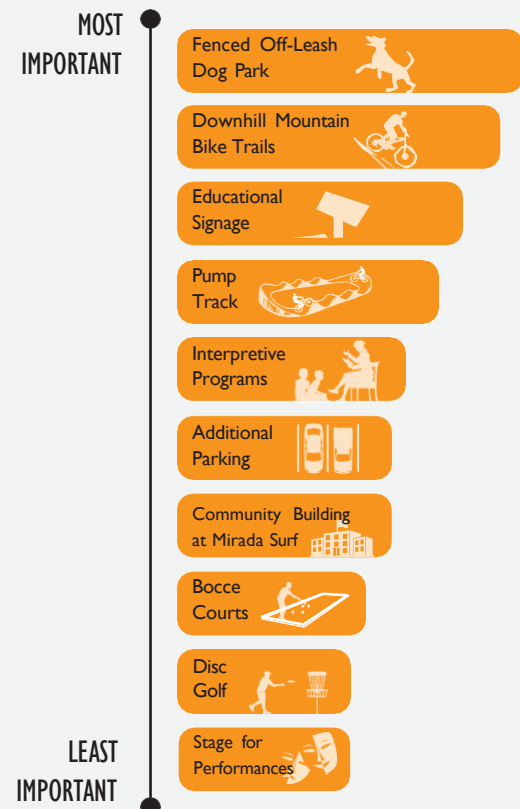 MOST
IMPORTANT
Fenced Off-Leash
Dog Park
Downhill Mountain
Bike Trails
Educational
Signage
Pump
Track
Interpretive
Programs
Additional
Parking
Community Building
at Mirada Surf
Bocce
Courts
Disc
Golf
Stage for
Performances
LEAST
IMPORTANT